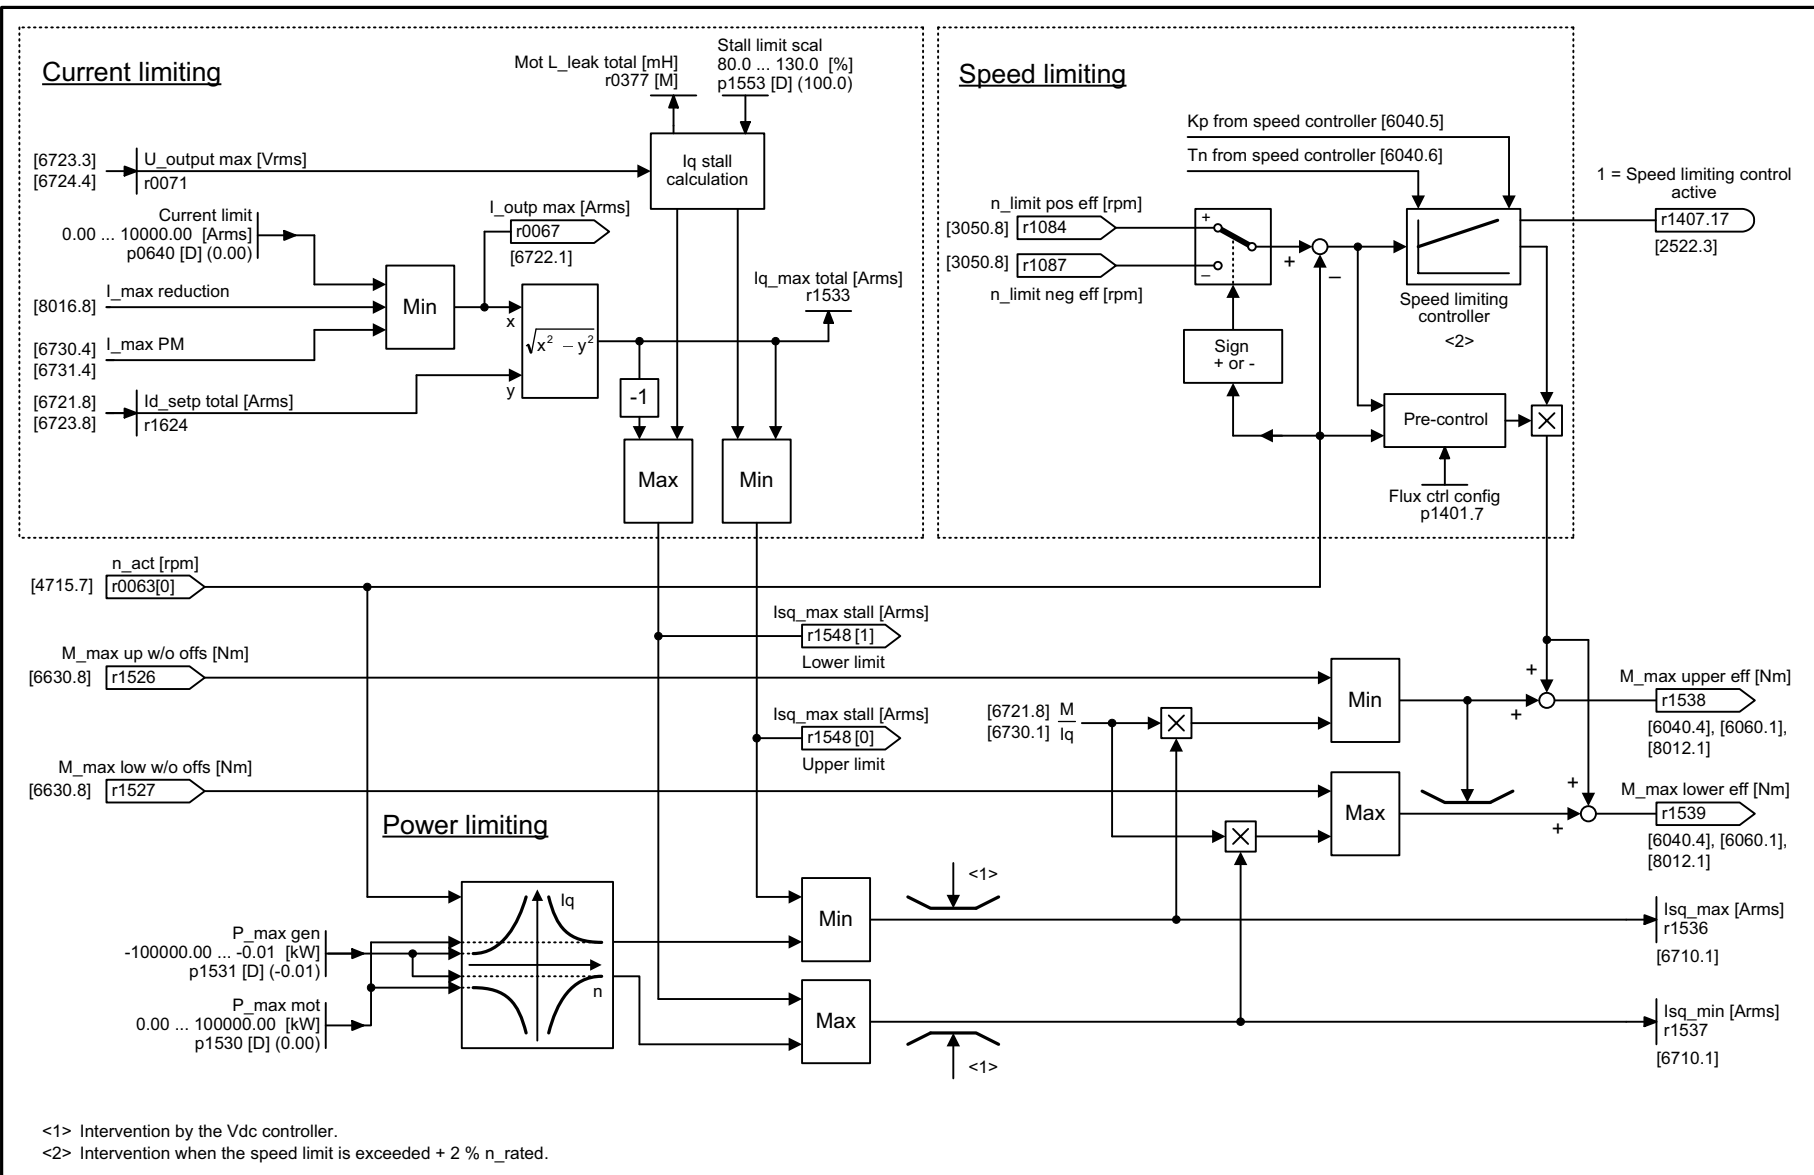 Current limiting
Mot L_leak total [mH]
r0377 [M]
Stall limit scal
80.0 ... 130.0 [%]
p1553 [D] (100.0)
[6723.3]
[6724.4]
U_output max [Vrms]
r0071
Iq stall
calculation
Current limit
0.00 ... 10000.00 [Arms]
p0640 [D] (0.00)
I_outp max [Arms]
r0067
[6722.1]
[8016.8]
I_max reduction
Min
[6730.4]
[6731.4]
I_max PM
x
y
√x² – y²
Iq_max total [Arms]
r1533
[6721.8]
[6723.8]
Id_setp total [Arms]
r1624
-1
Max
Min
Speed limiting
Kp from speed controller [6040.5]
Tn from speed controller [6040.6]
n_limit pos eff [rpm]
[3050.8]
r1084
[3050.8]
r1087
n_limit neg eff [rpm]
+
–
+
–
Sign
+ or -
Speed limiting
controller
<2>
1 = Speed limiting control
active
r1407.17
[2522.3]
Pre-control
Flux ctrl config
p1401.7
n_act [rpm]
[4715.7]
r0063[0]
Isq_max stall [Arms]
r1548 [1]
Lower limit
M_max up w/o offs [Nm]
[6630.8]
r1526
Isq_max stall [Arms]
r1548 [0]
Upper limit
[6721.8]
[6730.1]
M
Iq
Min
+
+
M_max upper eff [Nm]
r1538
[6040.4], [6060.1],
[8012.1]
M_max low w/o offs [Nm]
[6630.8]
r1527
Max
+
+
M_max lower eff [Nm]
r1539
[6040.4], [6060.1],
[8012.1]
Power limiting
Iq
n
P_max gen
-100000.00 ... -0.01 [kW]
p1531 [D] (-0.01)
P_max mot
0.00 ... 100000.00 [kW]
p1530 [D] (0.00)
Min
<1>
Isq_max [Arms]
r1536
[6710.1]
Max
<1>
Isq_min [Arms]
r1537
[6710.1]
<1> Intervention by the Vdc controller.
<2> Intervention when the speed limit is exceeded + 2 % n_rated.